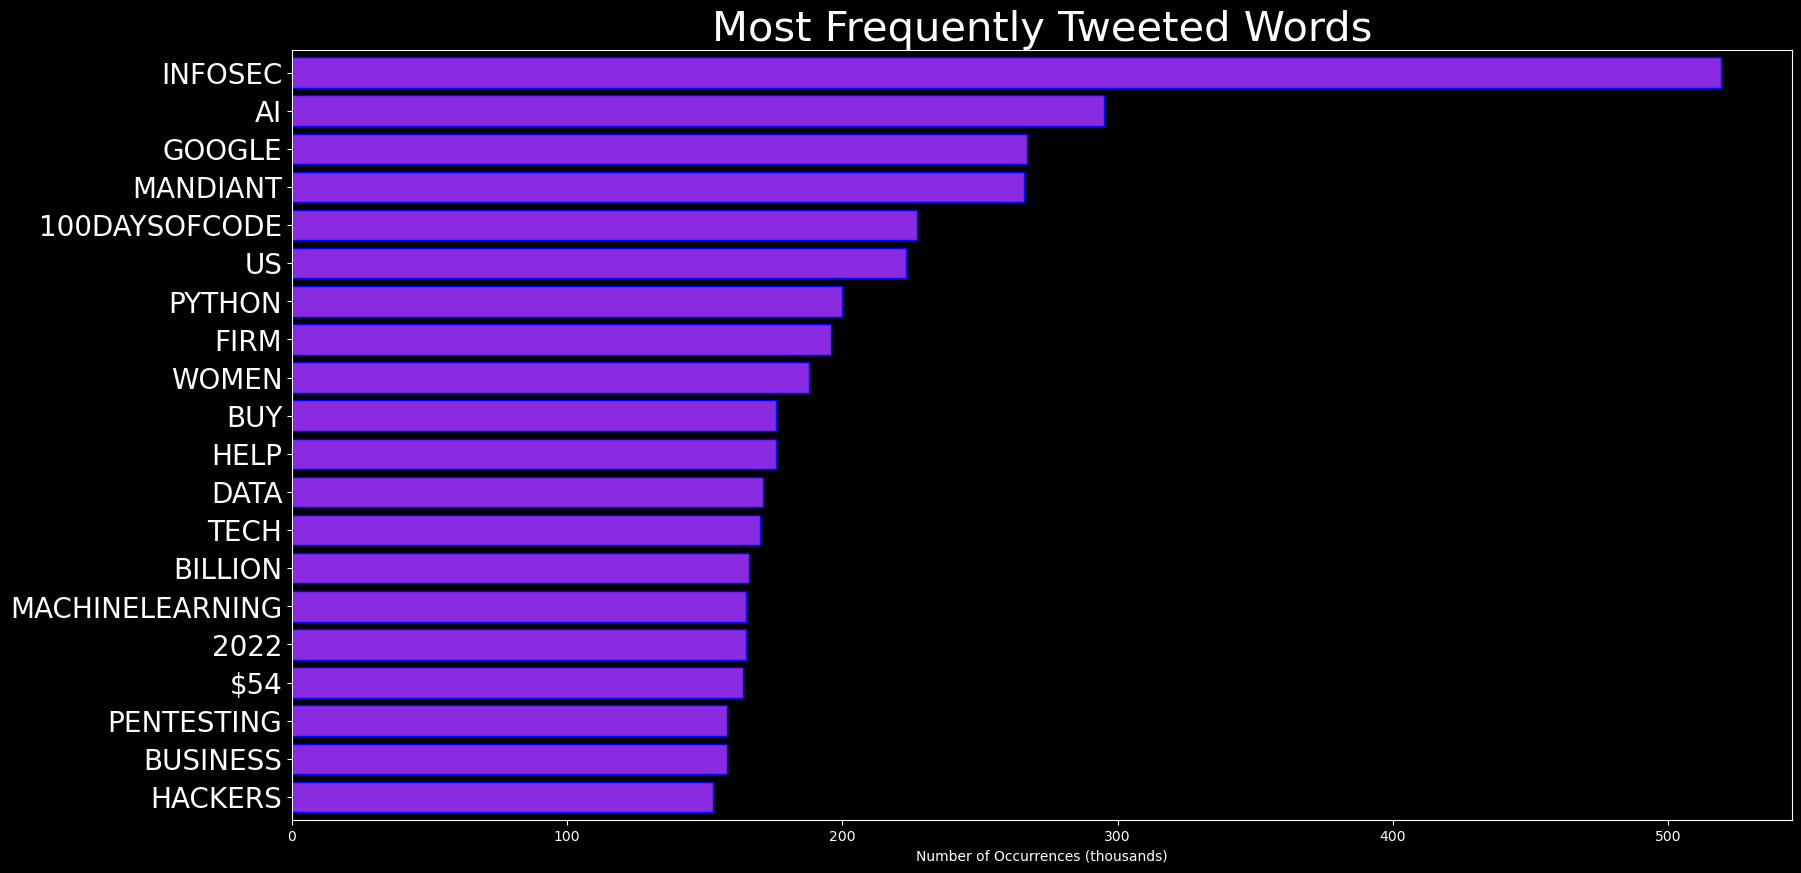 Most Frequently Tweeted Words
INFOSEC
AI
GOOGLE
MANDIANT
100DAYSOFCODE
US
PYTHON
FIRM
WOMEN
BUY
HELP
DATA
TECH
BILLION
MACHINELEARNING
2022
$54
PENTESTING
BUSINESS
HACKERS
0 100 200 300 400 500
Number of Occurrences (thousands)